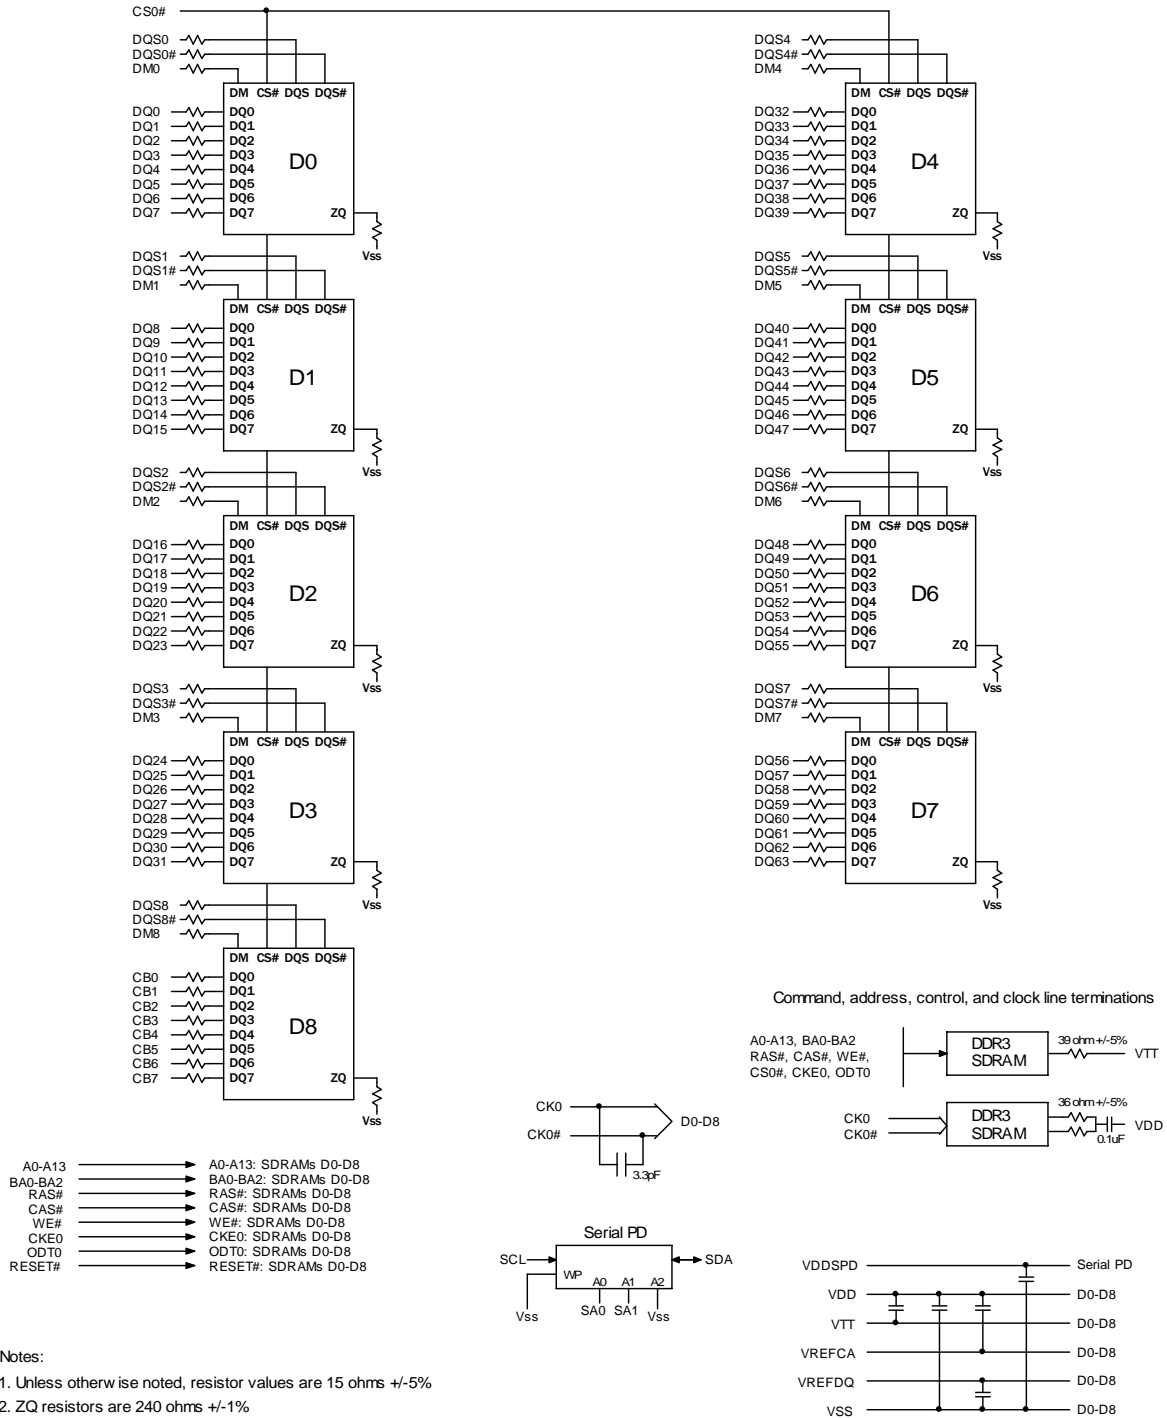 CS0#
DQS0
DQS0#
DM0
DM CS# DQS DQS#
DQ0 DQ0
DQ1 DQ1
DQ2 DQ2
DQ3 DQ3
DQ4 DQ4
DQ5 DQ5
DQ6 DQ6
DQ7 DQ7
D0
ZQ
Vss
DQS1
DQS1#
DM1
DM CS# DQS DQS#
DQ8 DQ0
DQ9 DQ1
DQ10 DQ2
DQ11 DQ3
DQ12 DQ4
DQ13 DQ5
DQ14 DQ6
DQ15 DQ7
D1
ZQ
Vss
DQS2
DQS2#
DM2
DM CS# DQS DQS#
DQ16 DQ0
DQ17 DQ1
DQ18 DQ2
DQ19 DQ3
DQ20 DQ4
DQ21 DQ5
DQ22 DQ6
DQ23 DQ7
D2
ZQ
Vss
DQS3
DQS3#
DM3
DM CS# DQS DQS#
DQ24 DQ0
DQ25 DQ1
DQ26 DQ2
DQ27 DQ3
DQ28 DQ4
DQ29 DQ5
DQ30 DQ6
DQ31 DQ7
D3
ZQ
Vss
DQS8
DQS8#
DM8
DM CS# DQS DQS#
CB0 DQ0
CB1 DQ1
CB2 DQ2
CB3 DQ3
CB4 DQ4
CB5 DQ5
CB6 DQ6
CB7 DQ7
D8
ZQ
Vss
DQS4
DQS4#
DM4
DM CS# DQS DQS#
DQ32 DQ0
DQ33 DQ1
DQ34 DQ2
DQ35 DQ3
DQ36 DQ4
DQ37 DQ5
DQ38 DQ6
DQ39 DQ7
D4
ZQ
Vss
DQS5
DQS5#
DM5
DM CS# DQS DQS#
DQ40 DQ0
DQ41 DQ1
DQ42 DQ2
DQ43 DQ3
DQ44 DQ4
DQ45 DQ5
DQ46 DQ6
DQ47 DQ7
D5
ZQ
Vss
DQS6
DQS6#
DM6
DM CS# DQS DQS#
DQ48 DQ0
DQ49 DQ1
DQ50 DQ2
DQ51 DQ3
DQ52 DQ4
DQ53 DQ5
DQ54 DQ6
DQ55 DQ7
D6
ZQ
Vss
DQS7
DQS7#
DM7
DM CS# DQS DQS#
DQ56 DQ0
DQ57 DQ1
DQ58 DQ2
DQ59 DQ3
DQ60 DQ4
DQ61 DQ5
DQ62 DQ6
DQ63 DQ7
D7
ZQ
Vss
A0-A13 A0-A13: SDRAMs D0-D8
BA0-BA2 BA0-BA2: SDRAMs D0-D8
RAS# RAS#: SDRAMs D0-D8
CAS# CAS#: SDRAMs D0-D8
WE# WE#: SDRAMs D0-D8
CKE0 CKE0: SDRAMs D0-D8
ODT0 ODT0: SDRAMs D0-D8
RESET# RESET#: SDRAMs D0-D8
CK0
CK0#
D0-D8
3.3pF
Serial PD
SCL SDA
WP
A0 A1 A2
Vss SA0 SA1 Vss
Command, address, control, and clock line terminations
A0-A13, BA0-BA2
RAS#, CAS#, WE#,
CS0#, CKE0, ODT0
DDR3
SDRAM
39 ohm +/-5%
VTT
CK0
CK0#
DDR3
SDRAM
36 ohm +/-5%
0.1uF
VDD
VDDSPD Serial PD
VDD D0-D8
VTT D0-D8
VREFCA D0-D8
VREFDQ D0-D8
VSS D0-D8
Notes:
1. Unless otherwise noted, resistor values are 15 ohms +/-5%
2. ZQ resistors are 240 ohms +/-1%